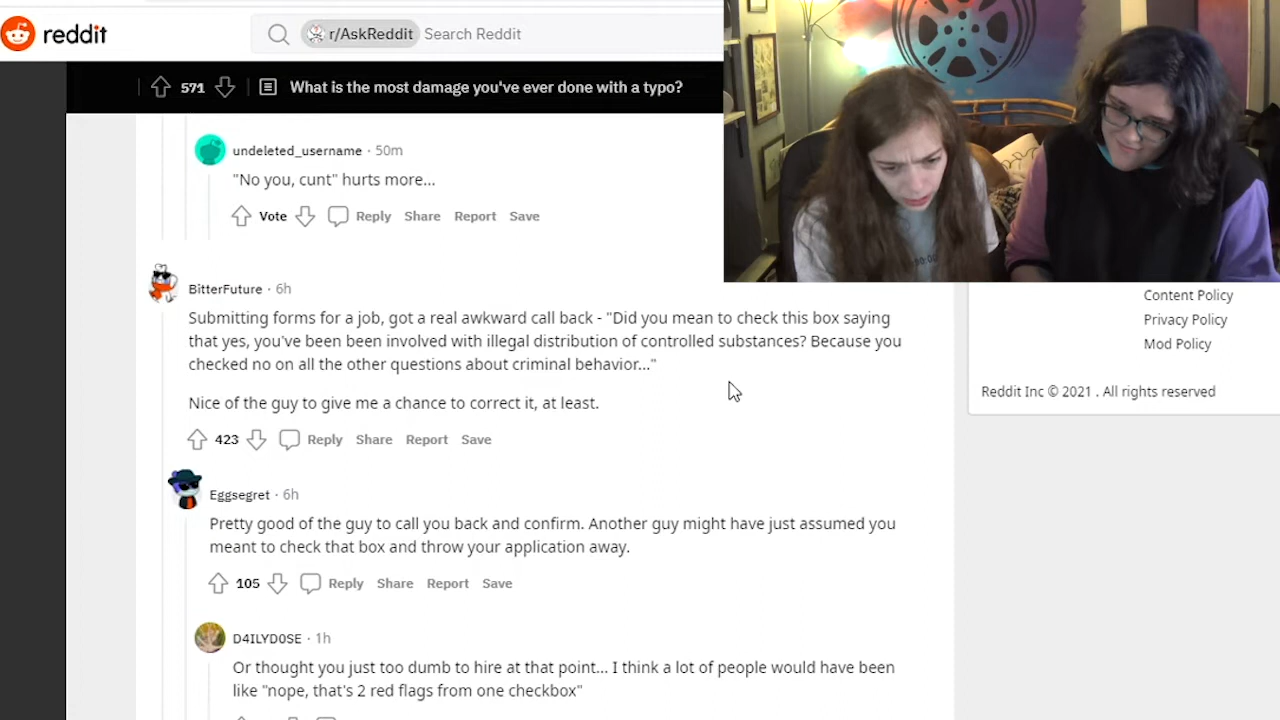 reddit
r/AskReddit Search Reddit
571 What is the most damage you've ever done with a typo?
undeleted_username · 50m
"No you, cunt" hurts more...
Vote Reply Share Report Save
BitterFuture · 6h
Submitting forms for a job, got a real awkward call back - "Did you mean to check this box saying
that yes, you've been been involved with illegal distribution of controlled substances? Because you
checked no on all the other questions about criminal behavior..."
Nice of the guy to give me a chance to correct it, at least.
423 Reply Share Report Save
Eggsegret · 6h
Pretty good of the guy to call you back and confirm. Another guy might have just assumed you
meant to check that box and throw your application away.
105 Reply Share Report Save
D4ILYD0SE · 1h
Or thought you just too dumb to hire at that point... I think a lot of people would have been
like "nope, that's 2 red flags from one checkbox"
Content Policy
Privacy Policy
Mod Policy
Reddit Inc © 2021 . All rights reserved